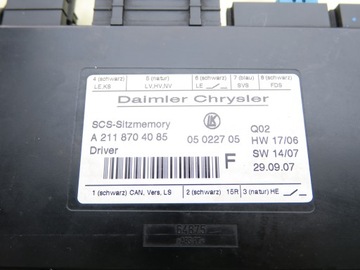 4 (schwarz) 5 (natur) 6 (schwarz) 7 (blau) 8 (schwarz)
LE,KS LV,HV,NV LE SVS FDS
Daimler Chrysler
SCS-Sitzmemory Q02
A 211 870 40 85 05 0227 05 HW 17/06
Driver SW 14/07
F 29.09.07
1 (schwarz) CAN, Vers, LS 2 (schwarz) 15R 3 (natur) HE
64875